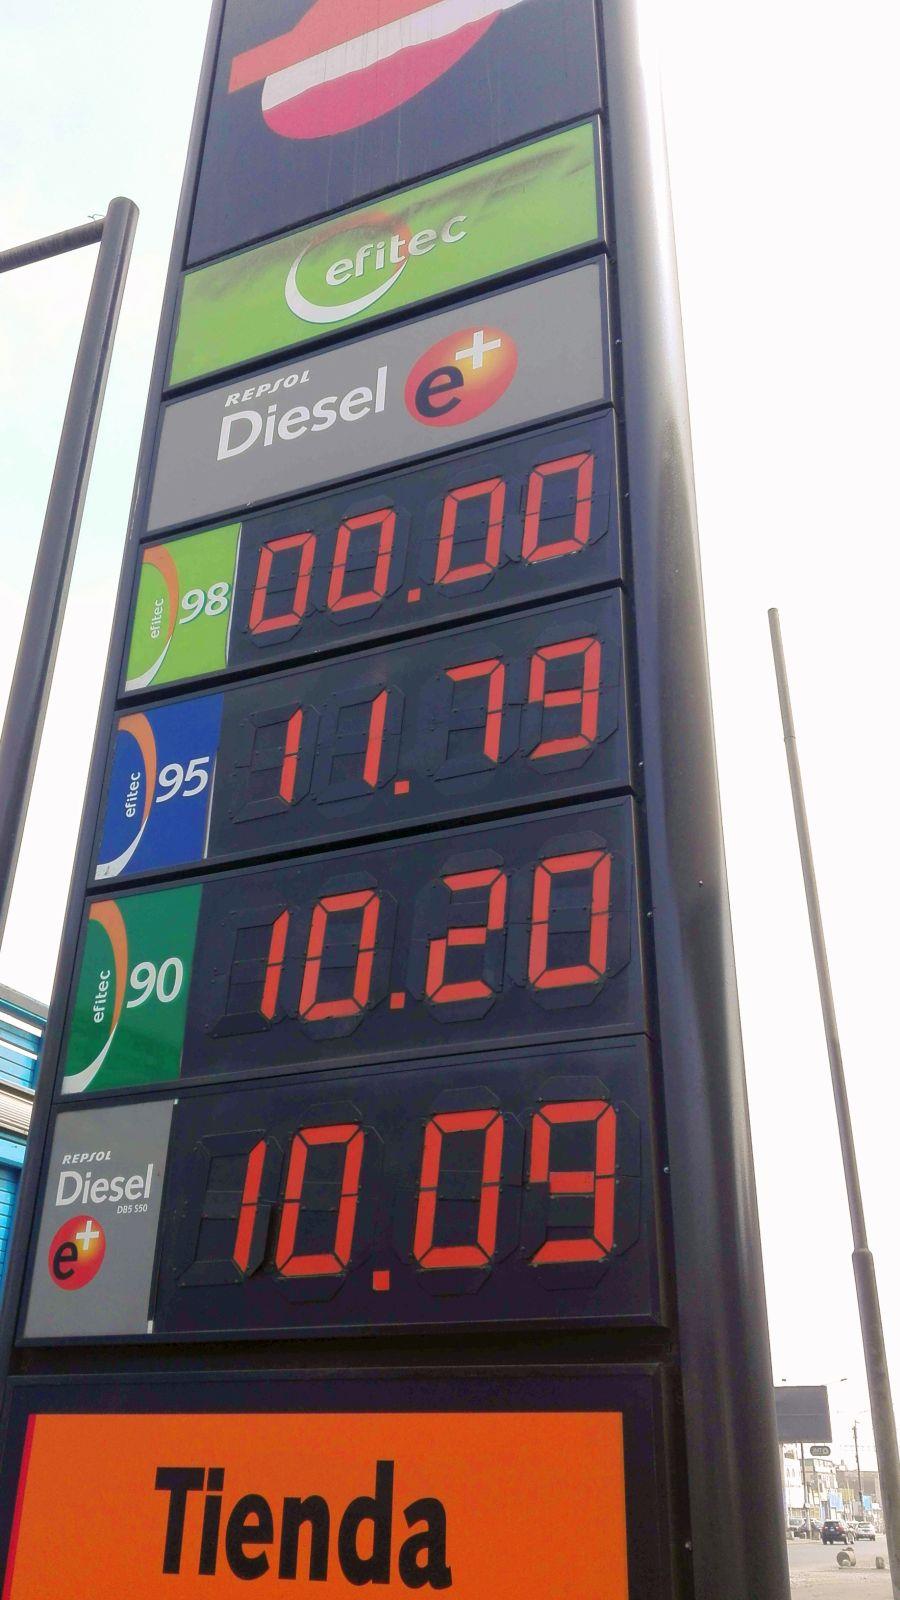 efitec
REPSOL
Diesel e+
efitec 98 00.00
efitec 95 11.79
efitec 90 10.20
REPSOL
Diesel
DB5 S50
e+
10.09
Tienda